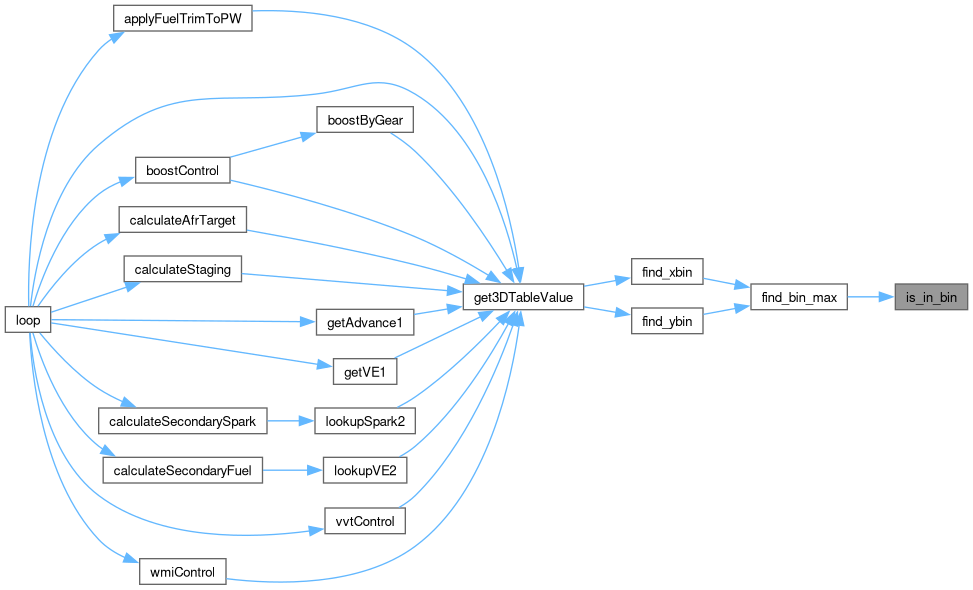 applyFuelTrimToPW
boostByGear
boostControl
calculateAfrTarget
calculateStaging
find_xbin
get3DTableValue
find_bin_max
is_in_bin
loop
getAdvance1
find_ybin
getVE1
calculateSecondarySpark
lookupSpark2
calculateSecondaryFuel
lookupVE2
vvtControl
wmiControl